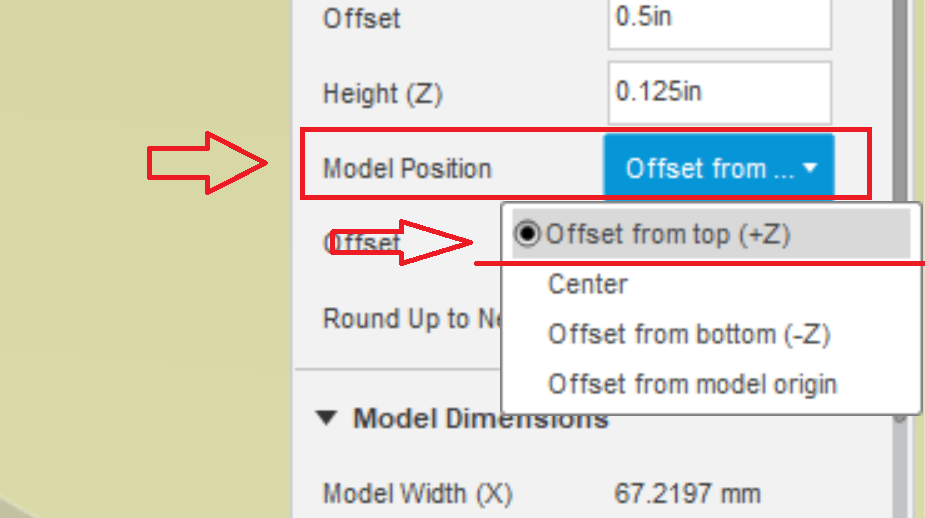 Offset 0.5in
Height (Z) 0.125in
Model Position Offset from ...
Offset
Offset from top (+Z)
Center
Round Up to Ne
Offset from bottom (-Z)
Offset from model origin
Model Dimensions
Model Width (X) 67.2197 mm